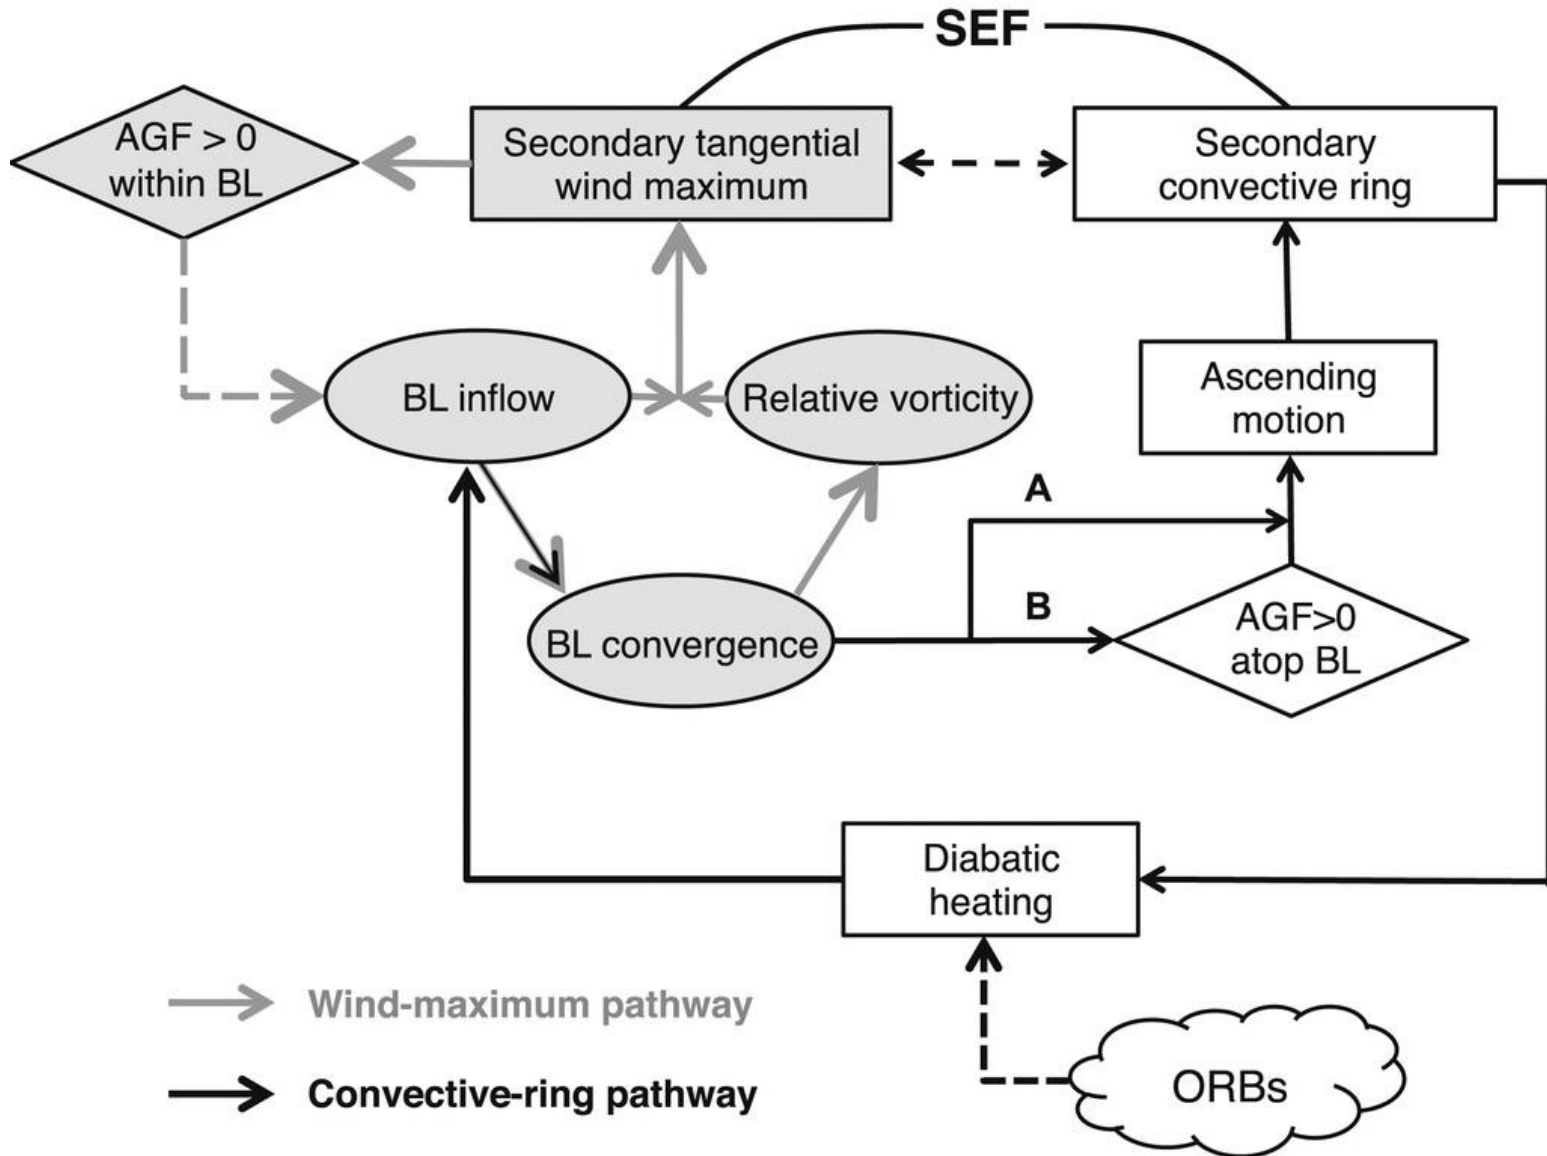 SEF
AGF > 0
within BL
Secondary tangential
wind maximum
Secondary
convective ring
BL inflow
Relative vorticity
Ascending
motion
A
B
BL convergence
AGF>0
atop BL
Diabatic
heating
Wind-maximum pathway
Convective-ring pathway
ORBs